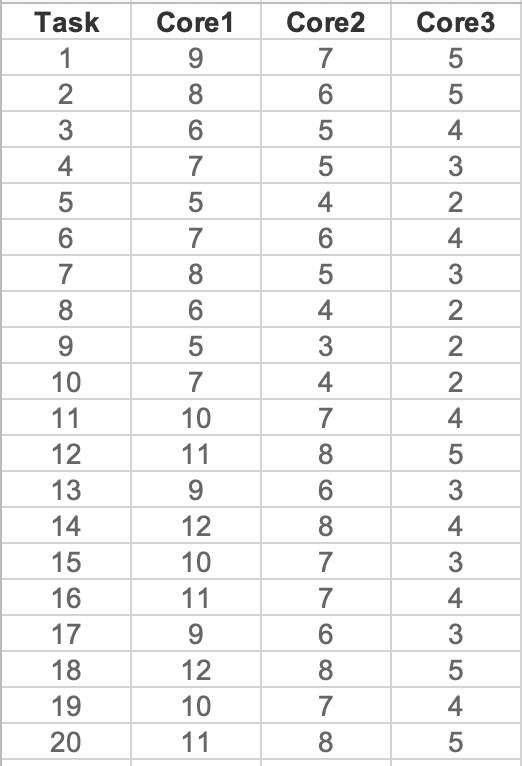 Task Core1 Core2 Core3
1 9 7 5
2 8 6 5
3 6 5 4
4 7 5 3
5 5 4 2
6 7 6 4
7 8 5 3
8 6 4 2
9 5 3 2
10 7 4 2
11 10 7 4
12 11 8 5
13 9 6 3
14 12 8 4
15 10 7 3
16 11 7 4
17 9 6 3
18 12 8 5
19 10 7 4
20 11 8 5